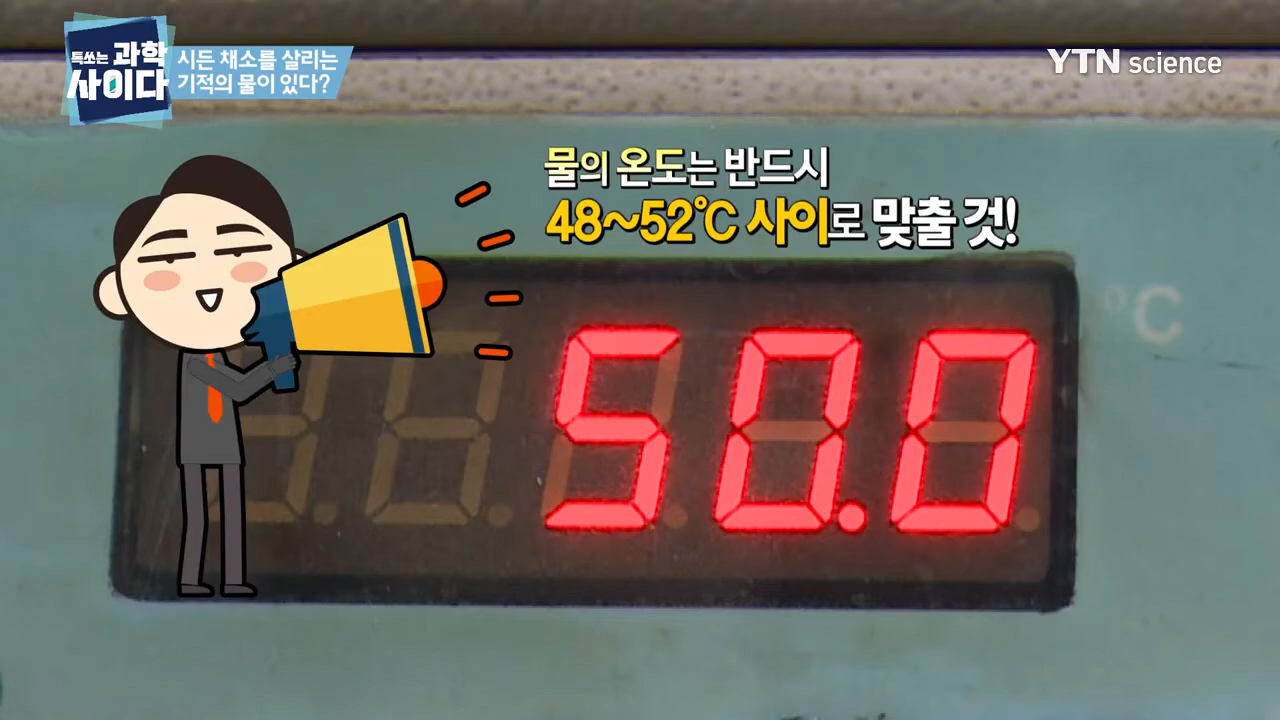 톡쏘는 과학
사이다
시든 채소를 살리는
기적의 물이 있다?
YTN science
물의 온도는 반드시
48~52℃ 사이로 맞출 것!
°C
50.0